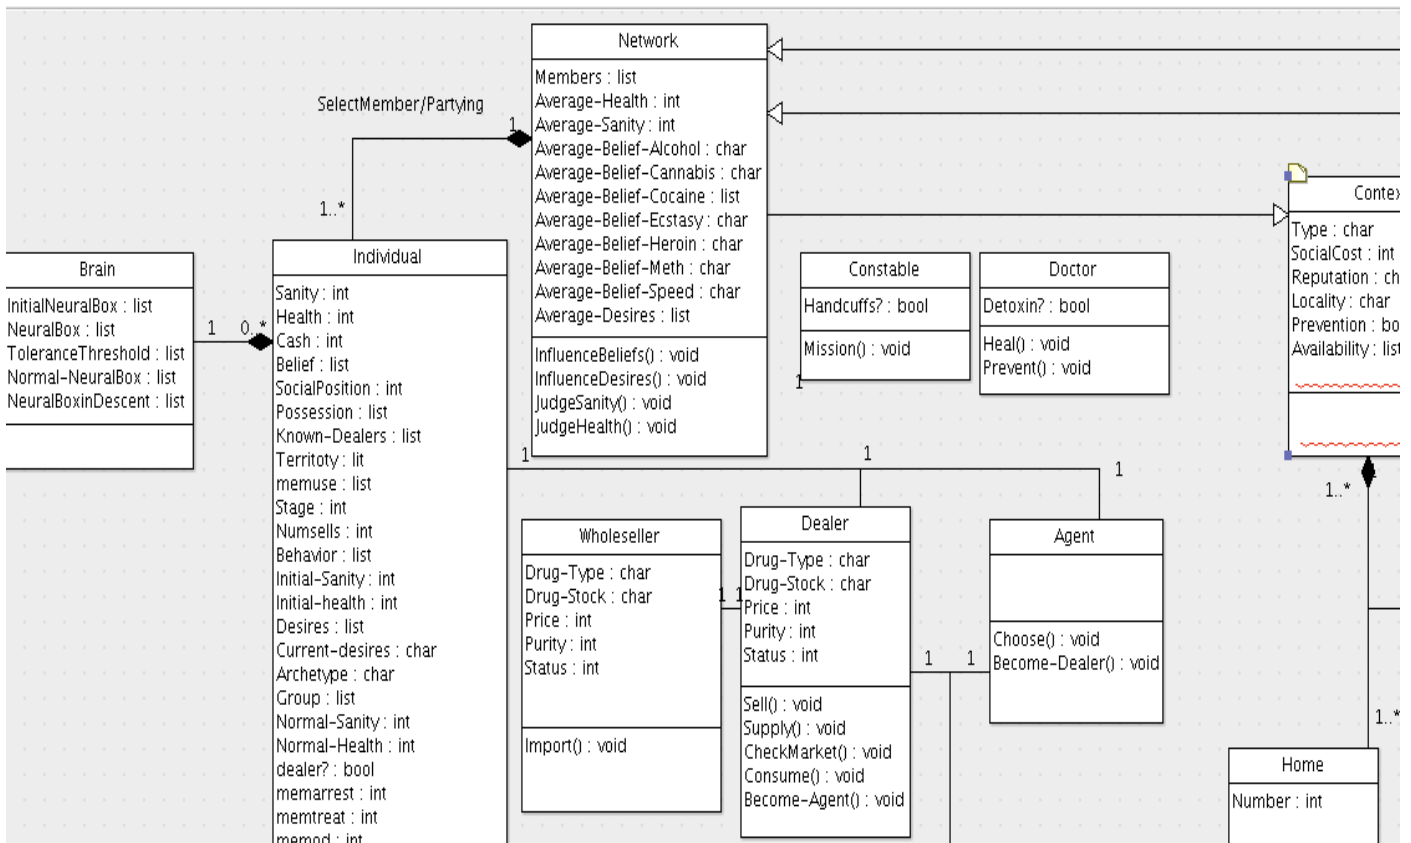 Network
Members : list
Average-Health : int
Average-Sanity : int
Average-Belief-Alcohol : char
Average-Belief-Cannabis : char
Average-Belief-Cocaine : list
Average-Belief-Ecstasy : char
Average-Belief-Heroin : char
Average-Belief-Meth : char
Average-Belief-Speed : char
Average-Desires : list
InfluenceBeliefs() : void
InfluenceDesires() : void
JudgeSanity() : void
JudgeHealth() : void
SelectMember/Partying
1
1..*
Brain
InitialNeuralBox : list
NeuralBox : list
ToleranceThreshold : list
Normal-NeuralBox : list
NeuralBoxinDescent : list
1
0..*
Individual
Sanity : int
Health : int
Cash : int
Belief : list
SocialPosition : int
Possession : list
Known-Dealers : list
Territoty : lit
memuse : list
Stage : int
Numsells : int
Behavior : list
Initial-Sanity : int
Initial-health : int
Desires : list
Current-desires : char
Archetype : char
Group : list
Normal-Sanity : int
Normal-Health : int
dealer? : bool
memarrest : int
memtreat : int
memod : int
Constable
Handcuffs? : bool
Mission() : void
1
Doctor
Detoxin? : bool
Heal() : void
Prevent() : void
Contex
Type : char
SocialCost : int
Reputation : ch
Locality : char
Prevention : bo
Availability : list
1..*
1
1
1
Wholeseller
Drug-Type : char
Drug-Stock : char
Price : int
Purity : int
Status : int
Import() : void
1 1
Dealer
Drug-Type : char
Drug-Stock : char
Price : int
Purity : int
Status : int
Sell() : void
Supply() : void
CheckMarket() : void
Consume() : void
Become-Agent() : void
1 1
Agent
Choose() : void
Become-Dealer() : void
1..*
Home
Number : int